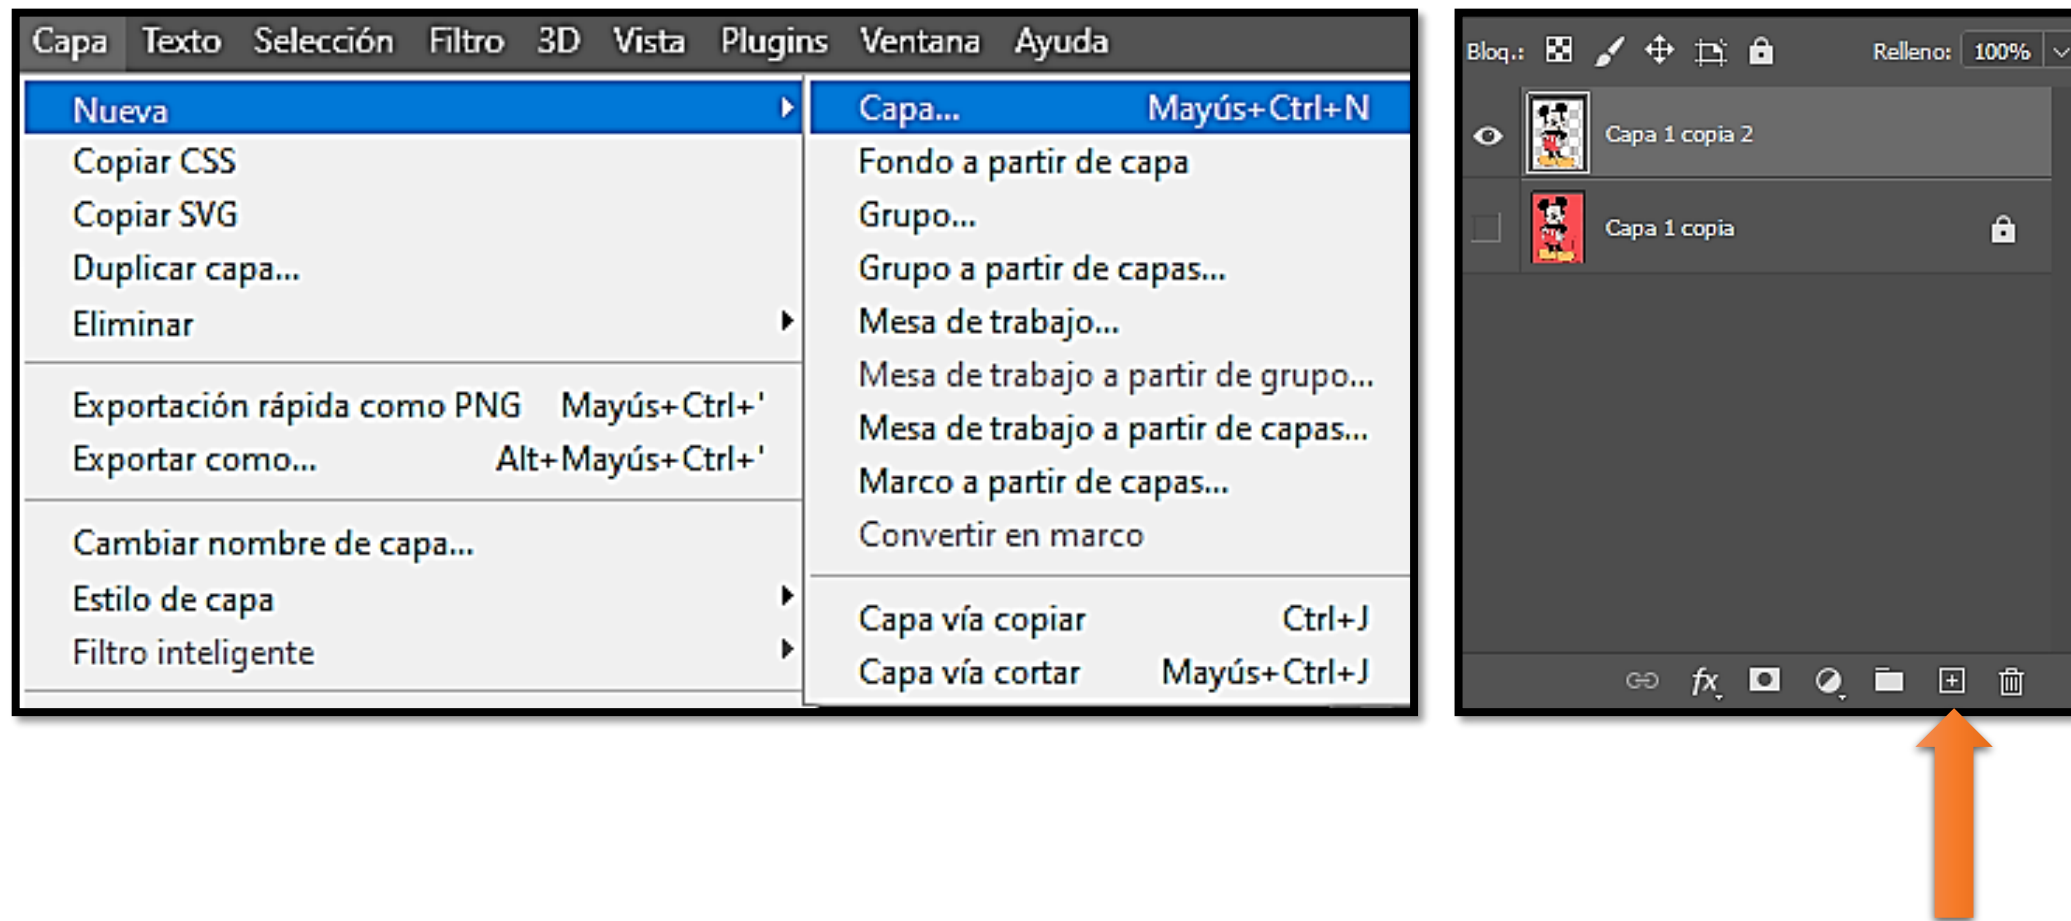 Capa Texto Selección Filtro 3D Vista Plugins Ventana Ayuda
Nueva
Copiar CSS
Copiar SVG
Duplicar capa...
Eliminar
Exportación rápida como PNG Mayús+Ctrl+'
Exportar como... Alt+Mayús+Ctrl+'
Cambiar nombre de capa...
Estilo de capa
Filtro inteligente
Capa... Mayús+Ctrl+N
Fondo a partir de capa
Grupo...
Grupo a partir de capas...
Mesa de trabajo...
Mesa de trabajo a partir de grupo...
Mesa de trabajo a partir de capas...
Marco a partir de capas...
Convertir en marco
Capa vía copiar Ctrl+J
Capa vía cortar Mayús+Ctrl+J
Bloq.: Relleno: 100%
Capa 1 copia 2
Capa 1 copia
fx